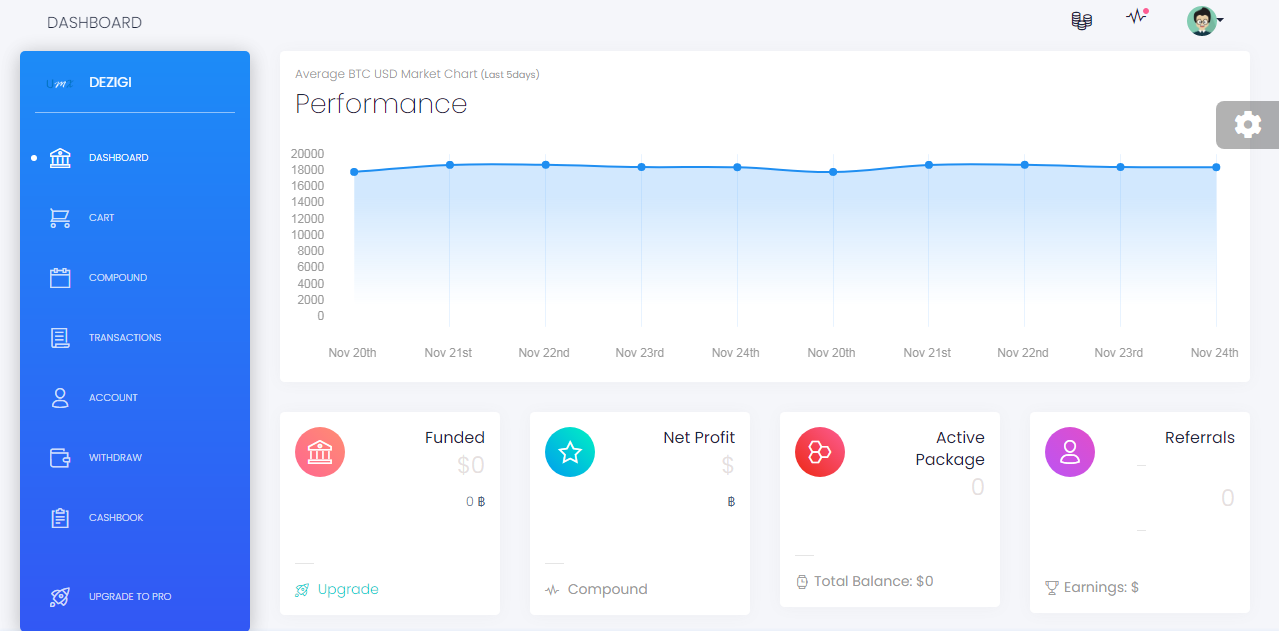 DASHBOARD
DEZIGI
DASHBOARD
CART
COMPOUND
TRANSACTIONS
ACCOUNT
WITHDRAW
CASHBOOK
UPGRADE TO PRO
Average BTC USD Market Chart (Last 5days)
Performance
20000
18000
16000
14000
12000
10000
8000
6000
4000
2000
0
Nov 20th Nov 21st Nov 22nd Nov 23rd Nov 24th Nov 20th Nov 21st Nov 22nd Nov 23rd Nov 24th
Funded
$0
0 ฿
Upgrade
Net Profit
$
฿
Compound
Active
Package
0
Total Balance: $0
Referrals
0
Earnings: $